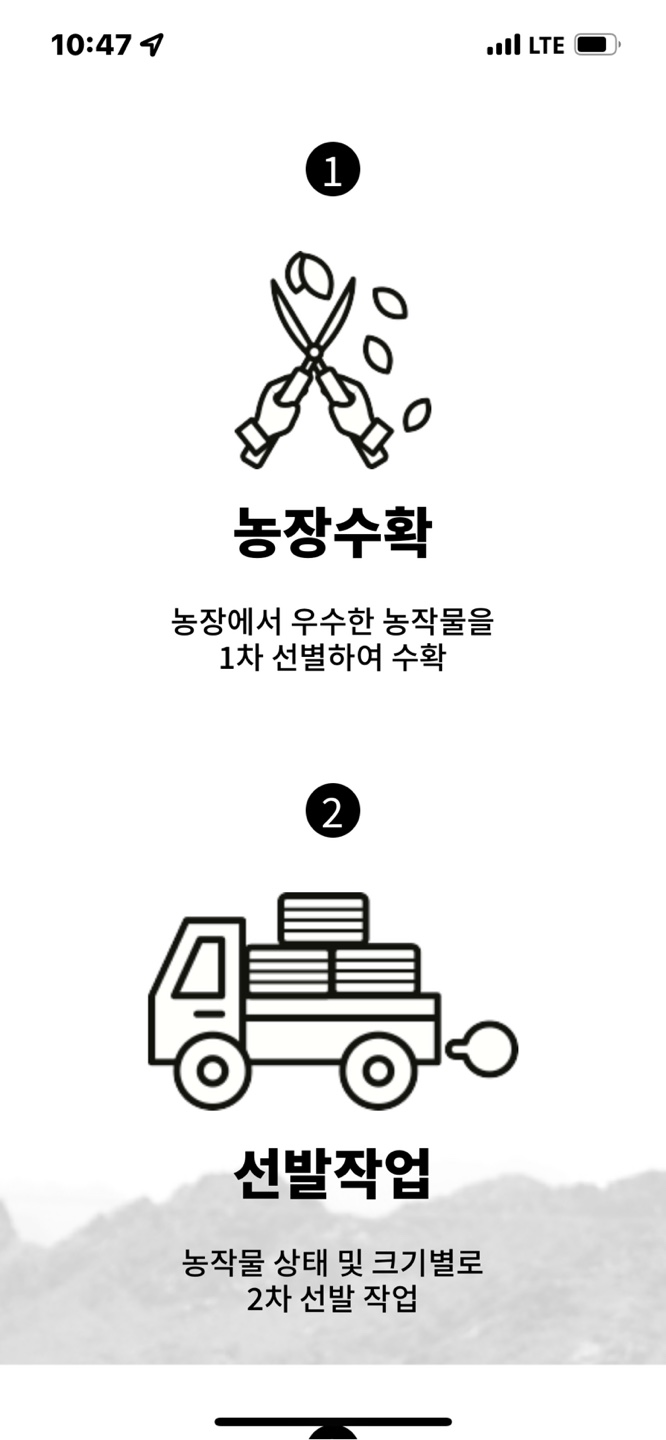 10:47
LTE
1
농장수확
농장에서 우수한 농작물을
1차 선별하여 수확
2
선발작업
농작물 상태 및 크기별로
2차 선발 작업